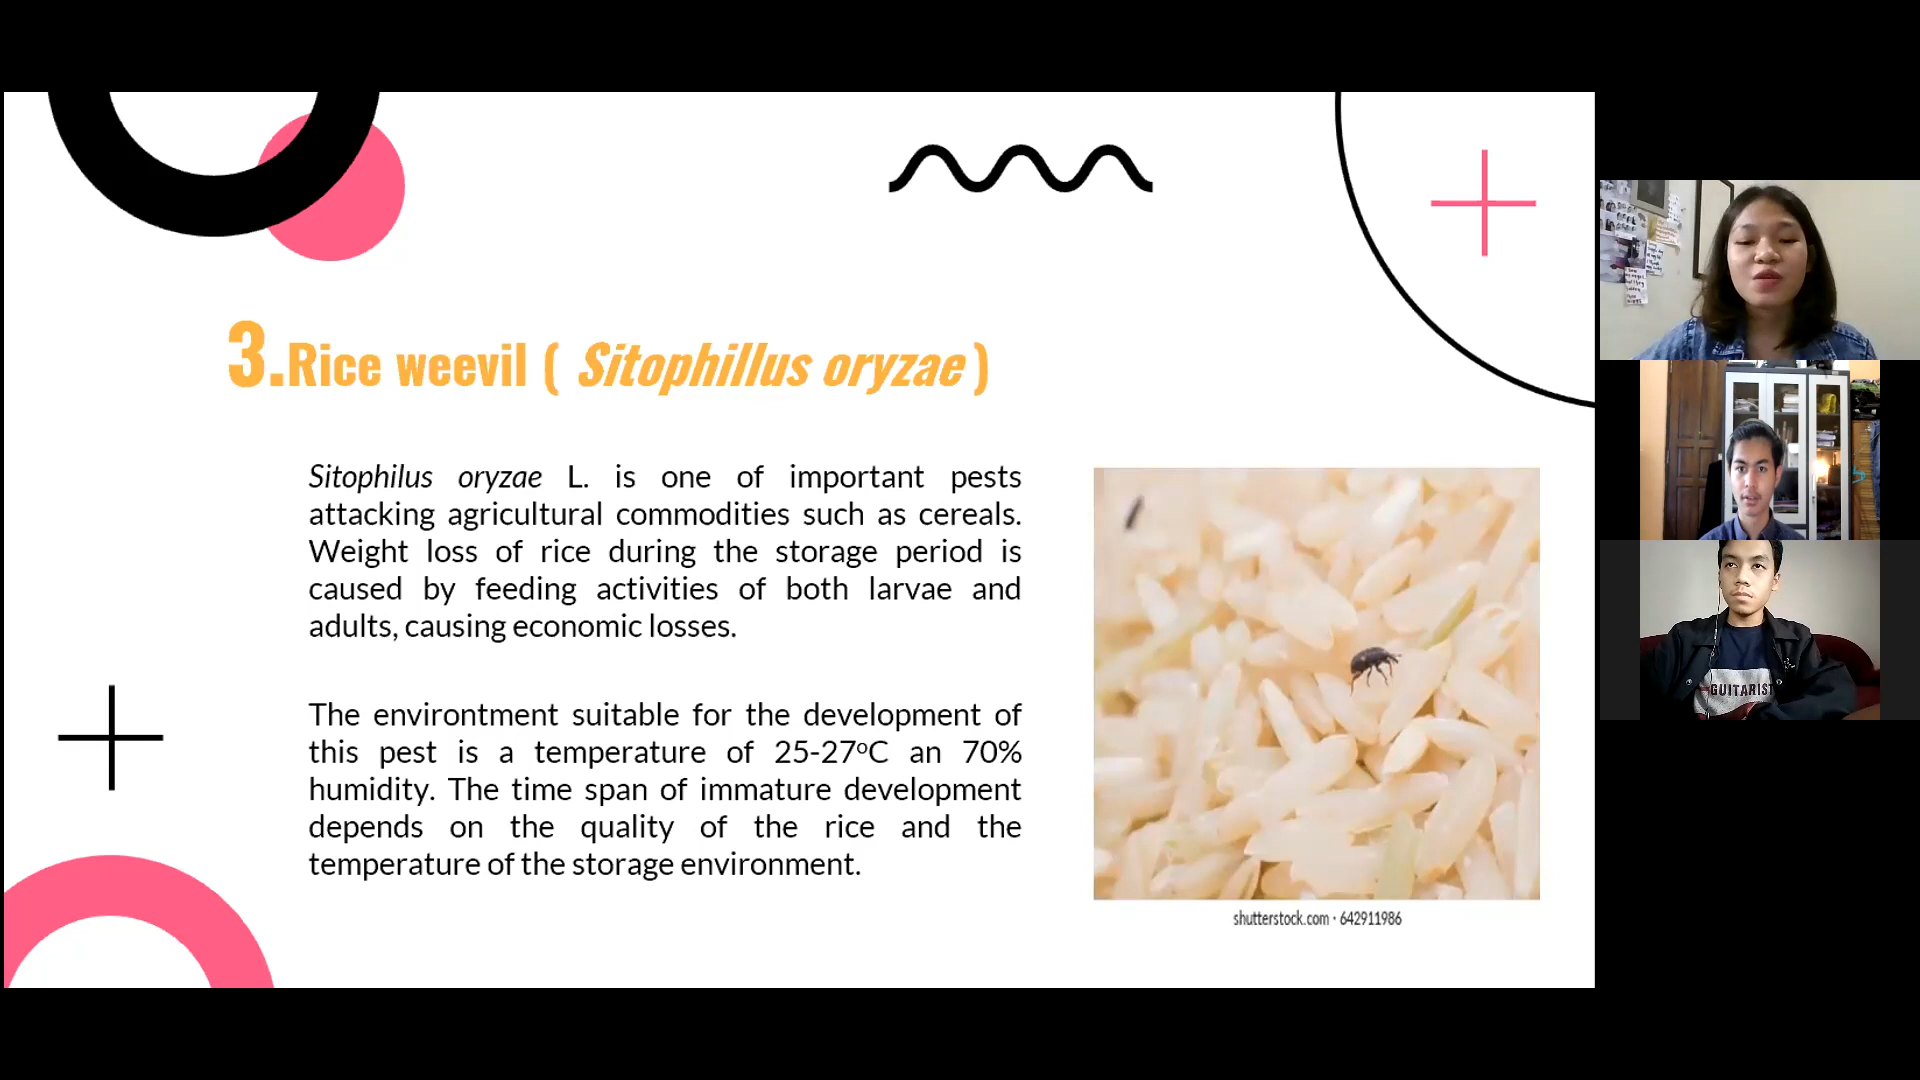 3.Rice weevil ( Sitophillus oryzae )
Sitophilus oryzae L. is one of important pests
attacking agricultural commodities such as cereals.
Weight loss of rice during the storage period is
caused by feeding activities of both larvae and
adults, causing economic losses.
The environtment suitable for the development of
this pest is a temperature of 25-27ºC an 70%
humidity. The time span of immature development
depends on the quality of the rice and the
temperature of the storage environment.
shutterstock.com · 642911986
GUITARIST